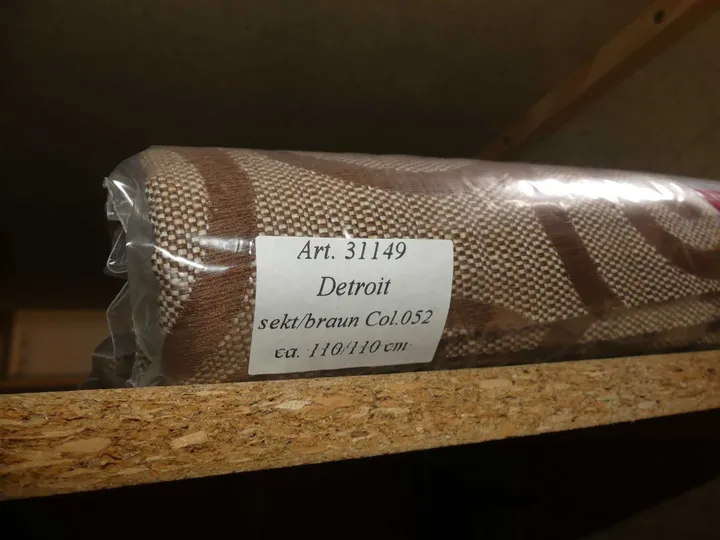 Art. 31149
Detroit
sekt/braun Col.052
ca. 110/110 cm